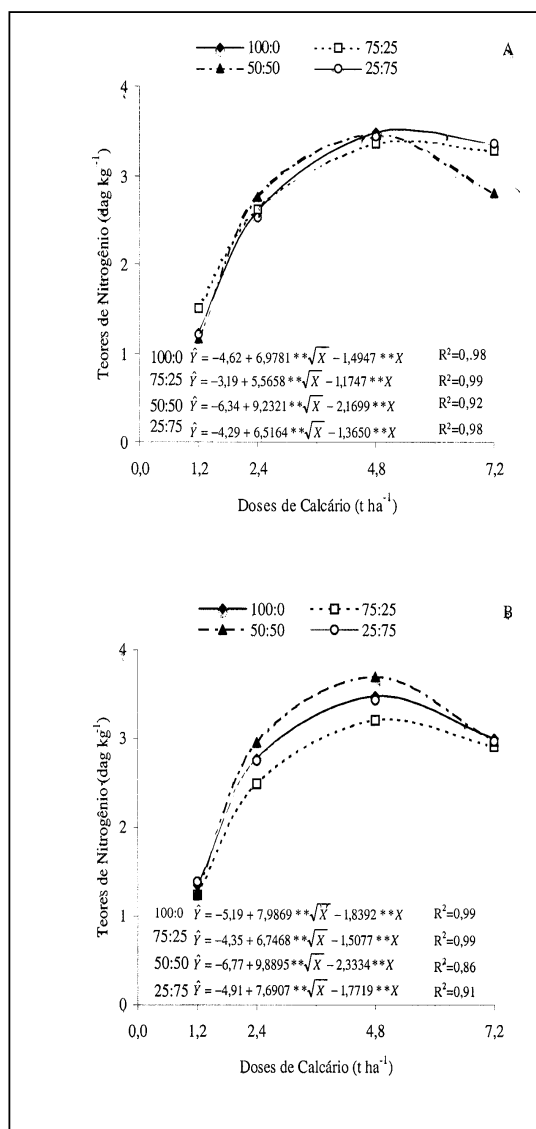 100:0 75:25 A
50:50 25:75
4
3
2
1
0
Teores de Nitrogênio (dag kg⁻¹)
100:0 Ŷ = −4,62 + 6,9781 **√X − 1,4947 **X R²=0,.98
75:25 Ŷ = −3,19 + 5,5658 **√X − 1,1747 **X R²=0,99
50:50 Ŷ = −6,34 + 9,2321 **√X − 2,1699 **X R²=0,92
25:75 Ŷ = −4,29 + 6,5164 **√X − 1,3650 **X R²=0,98
0,0 1,2 2,4 4,8 7,2
Doses de Calcário (t ha⁻¹)
100:0 75:25 B
50:50 25:75
4
3
2
1
0
Teores de Nitrogênio (dag kg⁻¹)
100:0 Ŷ = −5,19 + 7,9869 **√X − 1,8392 **X R²=0,99
75:25 Ŷ = −4,35 + 6,7468 **√X − 1,5077 **X R²=0,99
50:50 Ŷ = −6,77 + 9,8895 **√X − 2,3334 **X R²=0,86
25:75 Ŷ = −4,91 + 7,6907 **√X − 1,7719 **X R²=0,91
0,0 1,2 2,4 4,8 7,2
Doses de Calcário (t ha⁻¹)